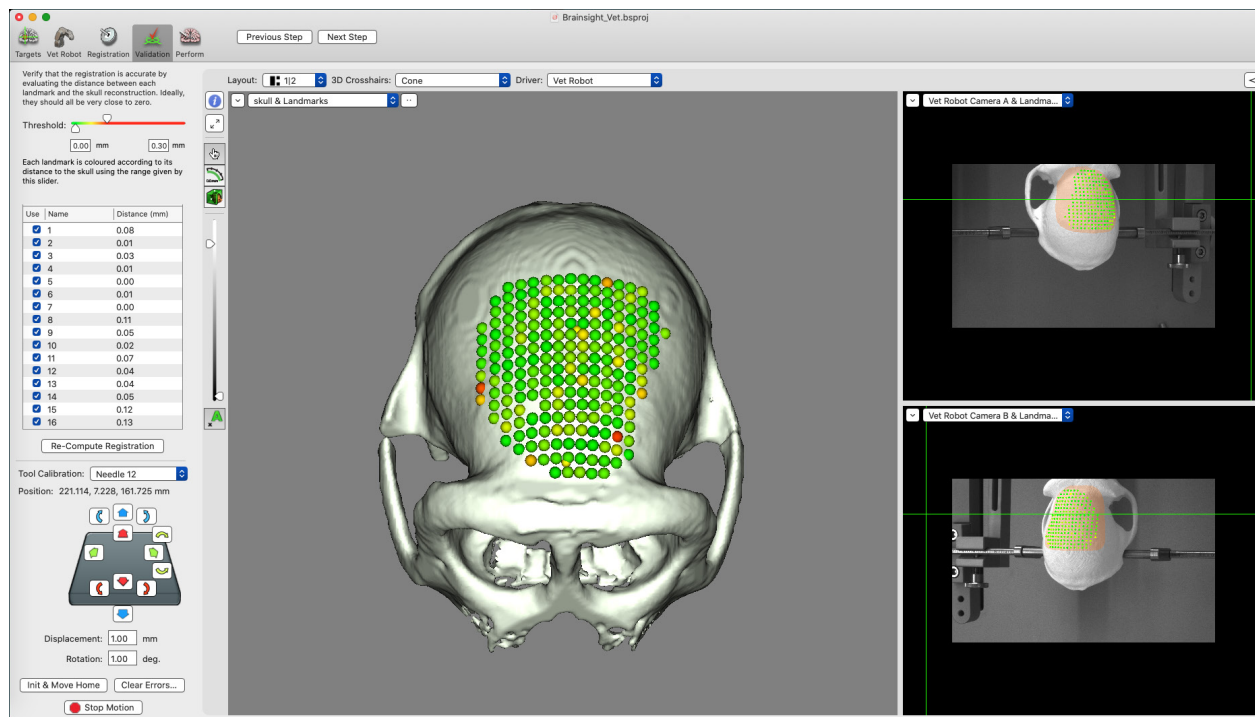 Brainsight_Vet.bsproj
Targets Vet Robot Registration Validation Perform
Previous Step Next Step
Verify that the registration is accurate by
evaluating the distance between each
landmark and the skull reconstruction. Ideally,
they should all be very close to zero.
Threshold:
0.00 mm 0.30 mm
Each landmark is coloured according to its
distance to the skull using the range given by
this slider.
Use Name Distance (mm)
1 0.08
2 0.01
3 0.03
4 0.01
5 0.00
6 0.01
7 0.00
8 0.11
9 0.05
10 0.02
11 0.07
12 0.04
13 0.04
14 0.05
15 0.12
16 0.13
Re-Compute Registration
Tool Calibration: Needle 12
Position: 221.114, 7.228, 161.725 mm
Displacement: 1.00 mm
Rotation: 1.00 deg.
Init & Move Home Clear Errors...
Stop Motion
Layout: 1|2 3D Crosshairs: Cone Driver: Vet Robot
skull & Landmarks
Vet Robot Camera A & Landma...
Vet Robot Camera B & Landma...